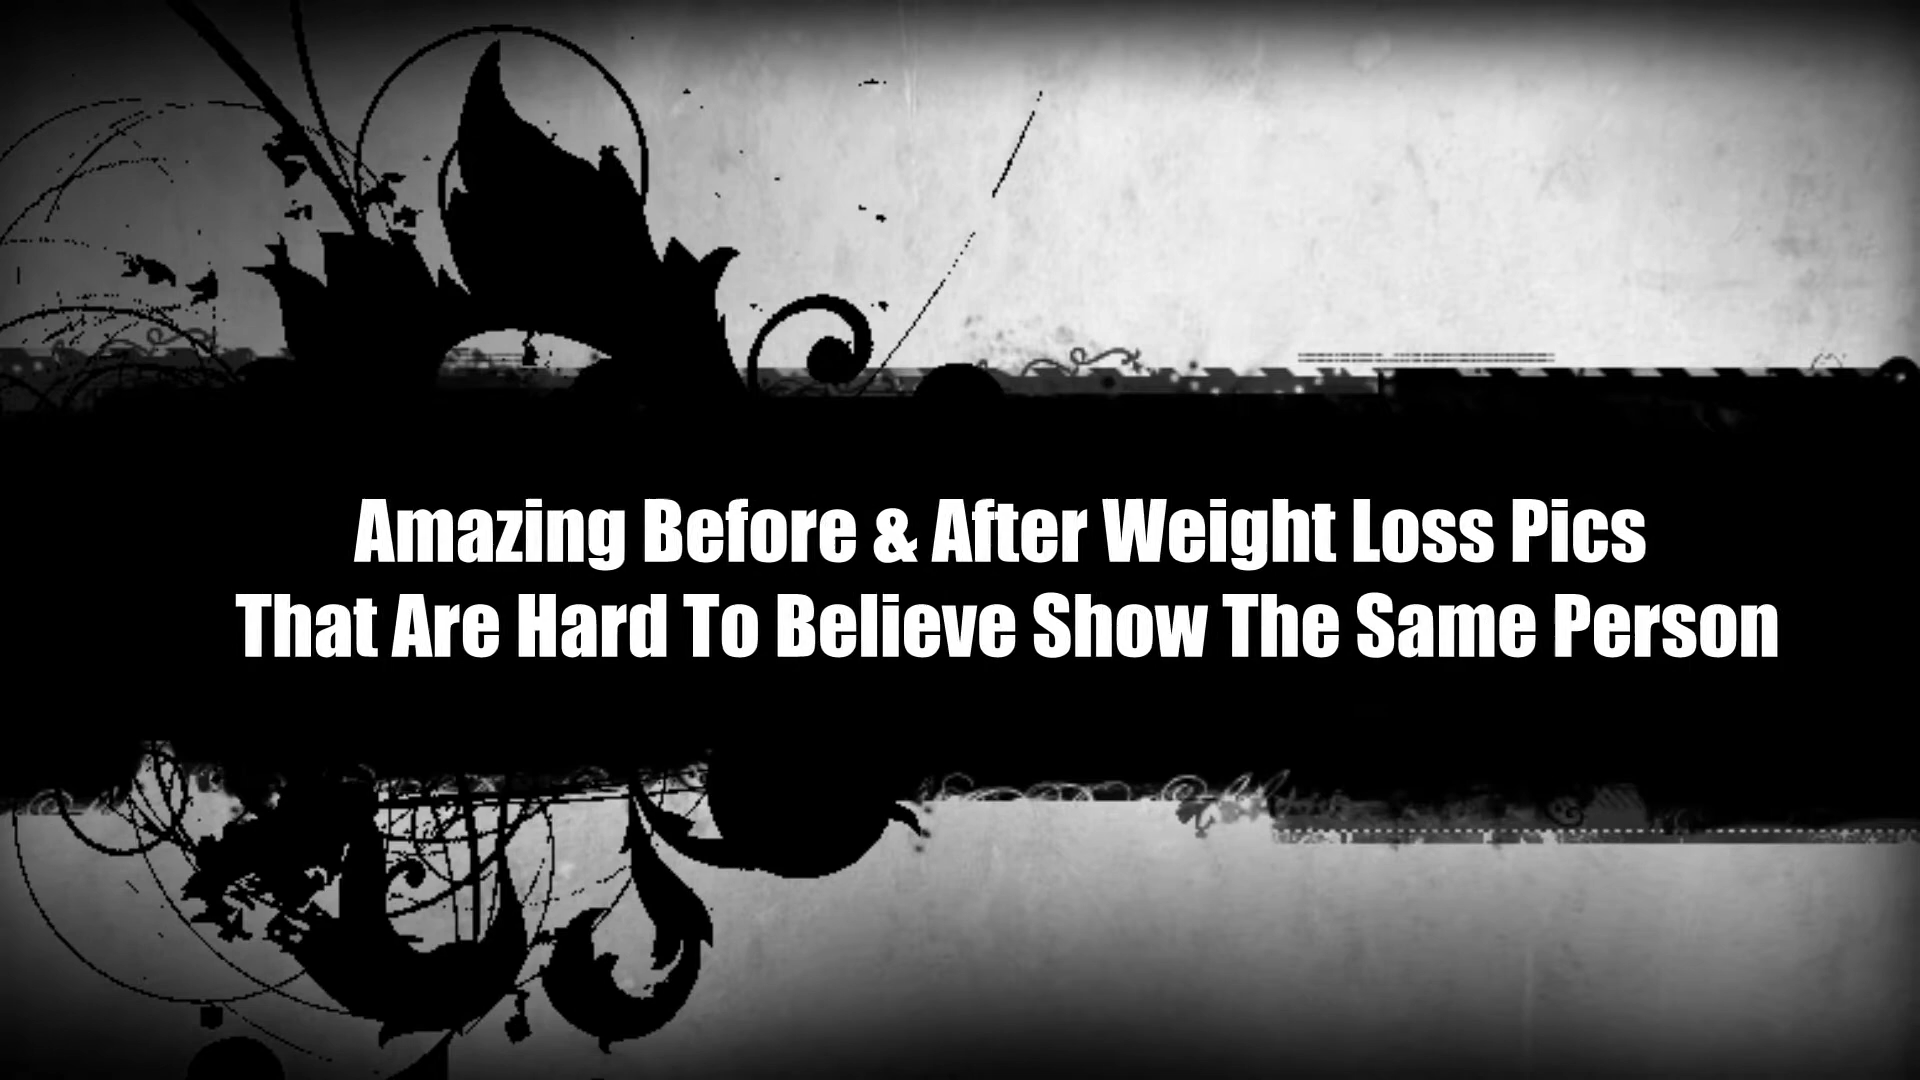 Amazing Before & After Weight Loss Pics
That Are Hard To Believe Show The Same Person